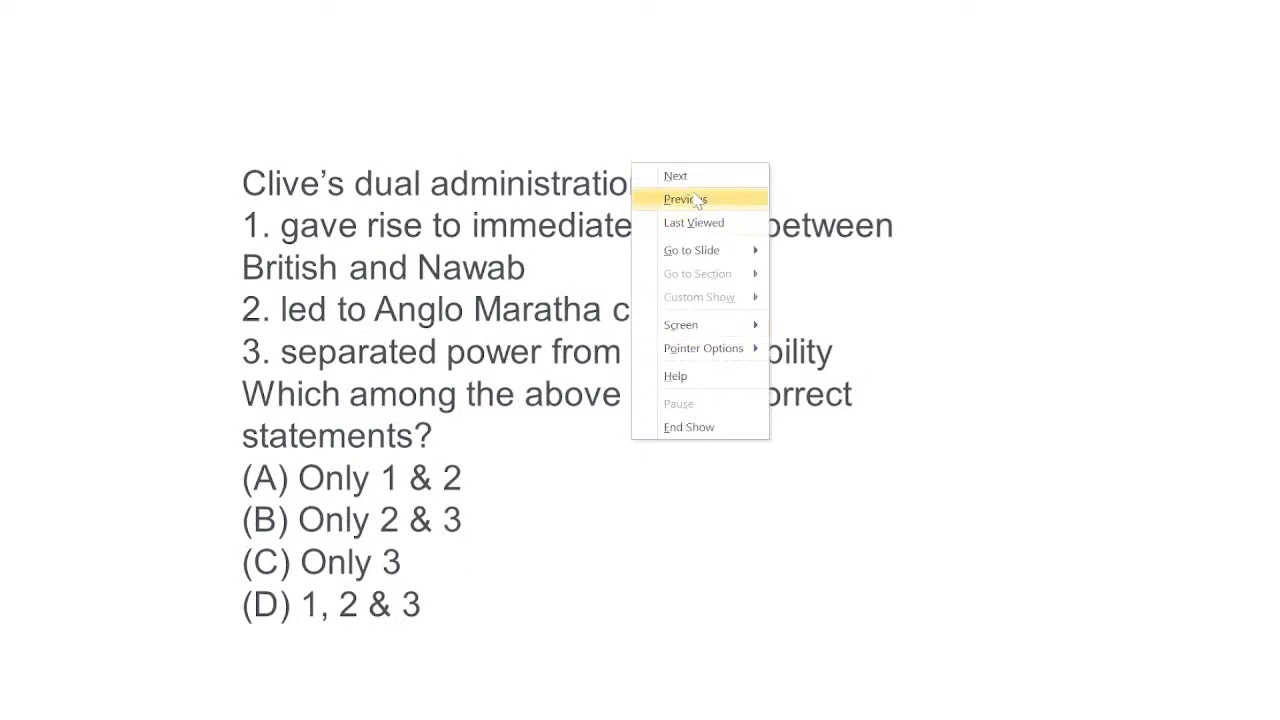 Clive's dual administratio
1. gave rise to immediate between
British and Nawab
2. led to Anglo Maratha
3. separated power from
Which among the above
statements?
(A) Only 1 & 2
(B) Only 2 & 3
(C) Only 3
(D) 1, 2 & 3
Next
Previous
Last Viewed
Go to Slide
Go to Section
Custom Show
Screen
Pointer Options
Help
Pause
End Show